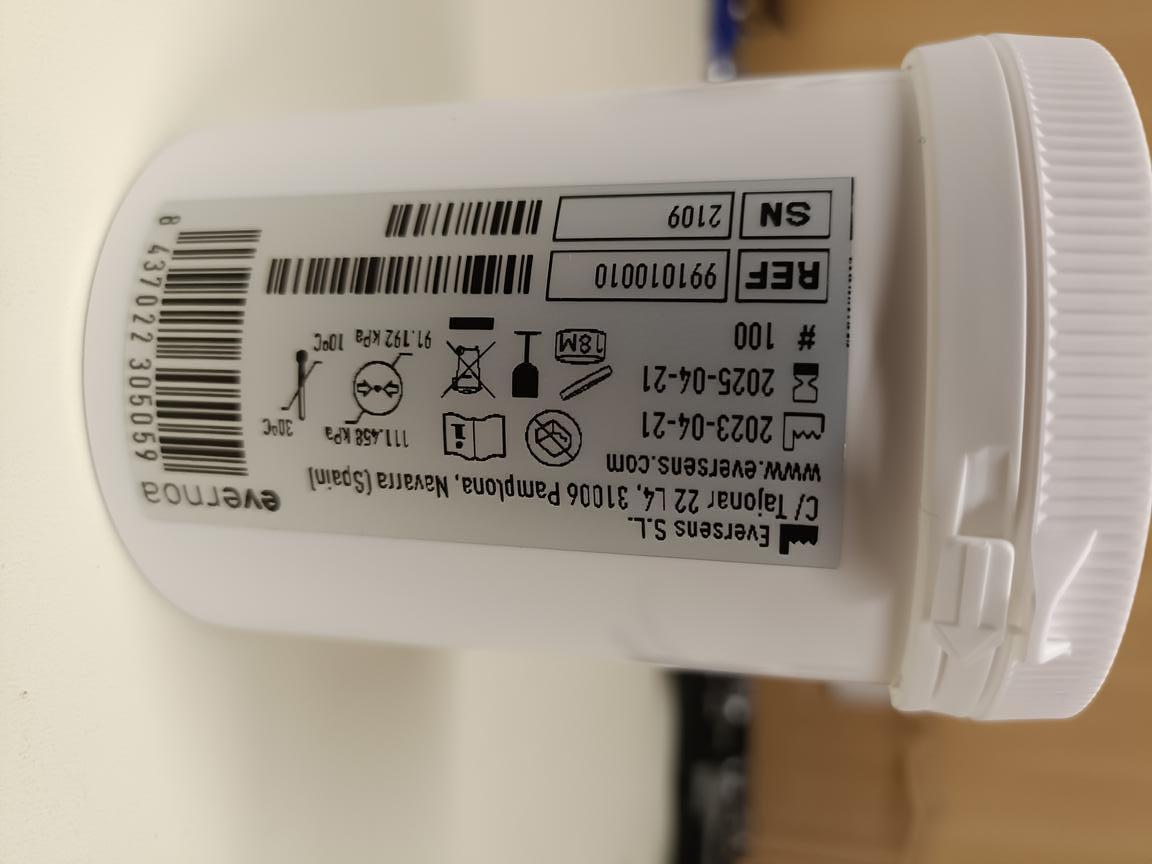 Eversens S.L.
C/ Tajonar 22 L4, 31006 Pamplona, Navarra (Spain)
www.eversens.com
2023-04-21
2025-04-21
# 100
18M
111.458 kPa
91.192 kPa
30ºC
10ºC
REF 991010010
SN 2109
evernoa
8 437022 305059